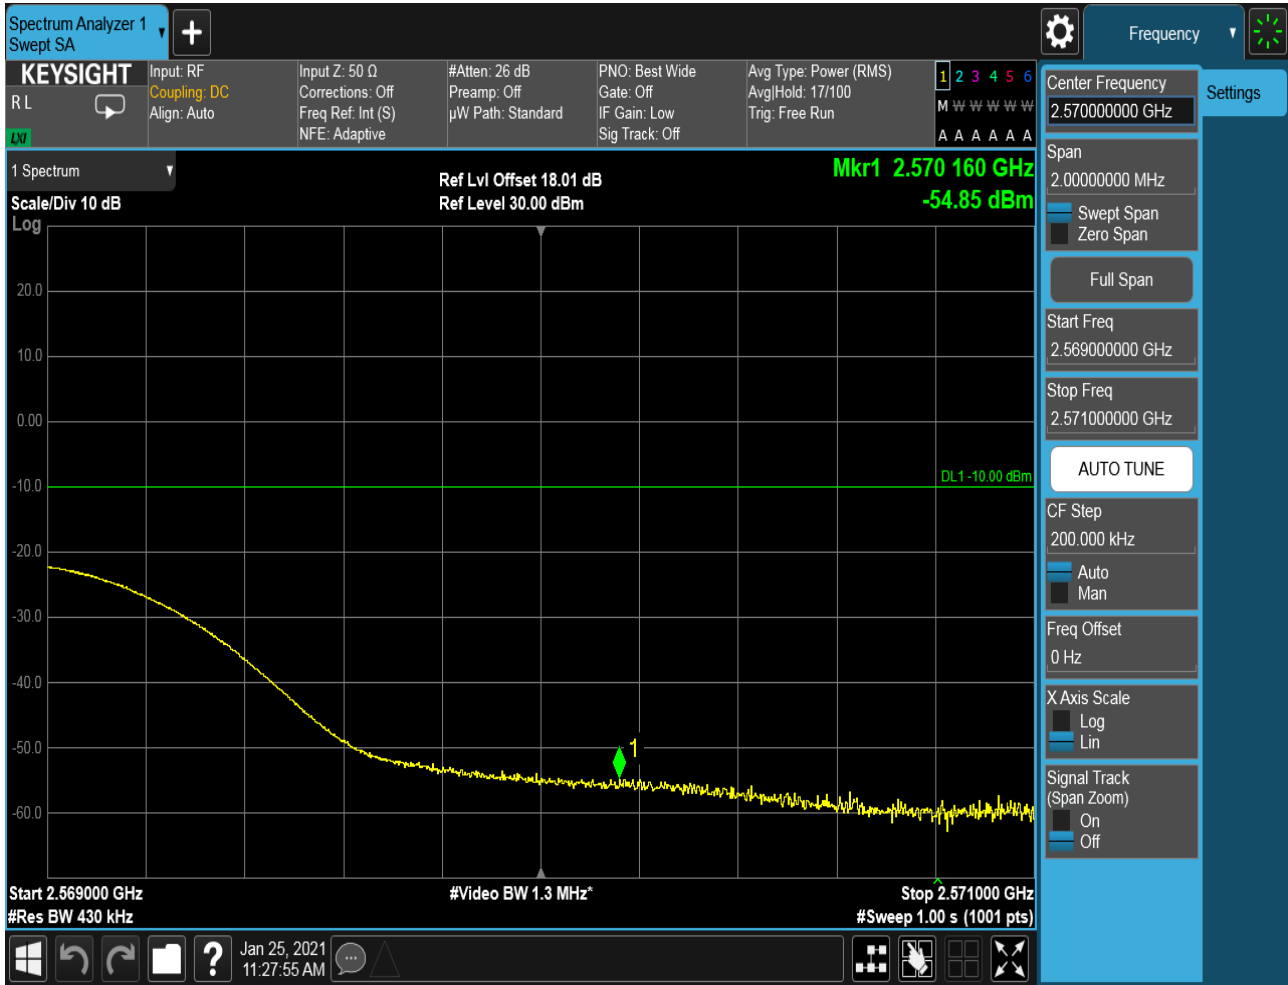 Spectrum Analyzer 1
Swept SA
+
Frequency
KEYSIGHT
R L
LXI
Input: RF
Coupling: DC
Align: Auto
Input Z: 50 Ω
Corrections: Off
Freq Ref: Int (S)
NFE: Adaptive
#Atten: 26 dB
Preamp: Off
µW Path: Standard
PNO: Best Wide
Gate: Off
IF Gain: Low
Sig Track: Off
Avg Type: Power (RMS)
Avg|Hold: 17/100
Trig: Free Run
1 2 3 4 5 6
M W W W W W
A A A A A A
1 Spectrum
Scale/Div 10 dB
Log
Ref Lvl Offset 18.01 dB
Ref Level 30.00 dBm
Mkr1 2.570 160 GHz
-54.85 dBm
20.0
10.0
0.00
-10.0
-20.0
-30.0
-40.0
-50.0
-60.0
DL1 -10.00 dBm
1
Start 2.569000 GHz
#Res BW 430 kHz
#Video BW 1.3 MHz*
Stop 2.571000 GHz
#Sweep 1.00 s (1001 pts)
Center Frequency
2.570000000 GHz
Span
2.00000000 MHz
Swept Span
Zero Span
Full Span
Start Freq
2.569000000 GHz
Stop Freq
2.571000000 GHz
AUTO TUNE
CF Step
200.000 kHz
Auto
Man
Freq Offset
0 Hz
X Axis Scale
Log
Lin
Signal Track
(Span Zoom)
On
Off
Settings
?
Jan 25, 2021
11:27:55 AM